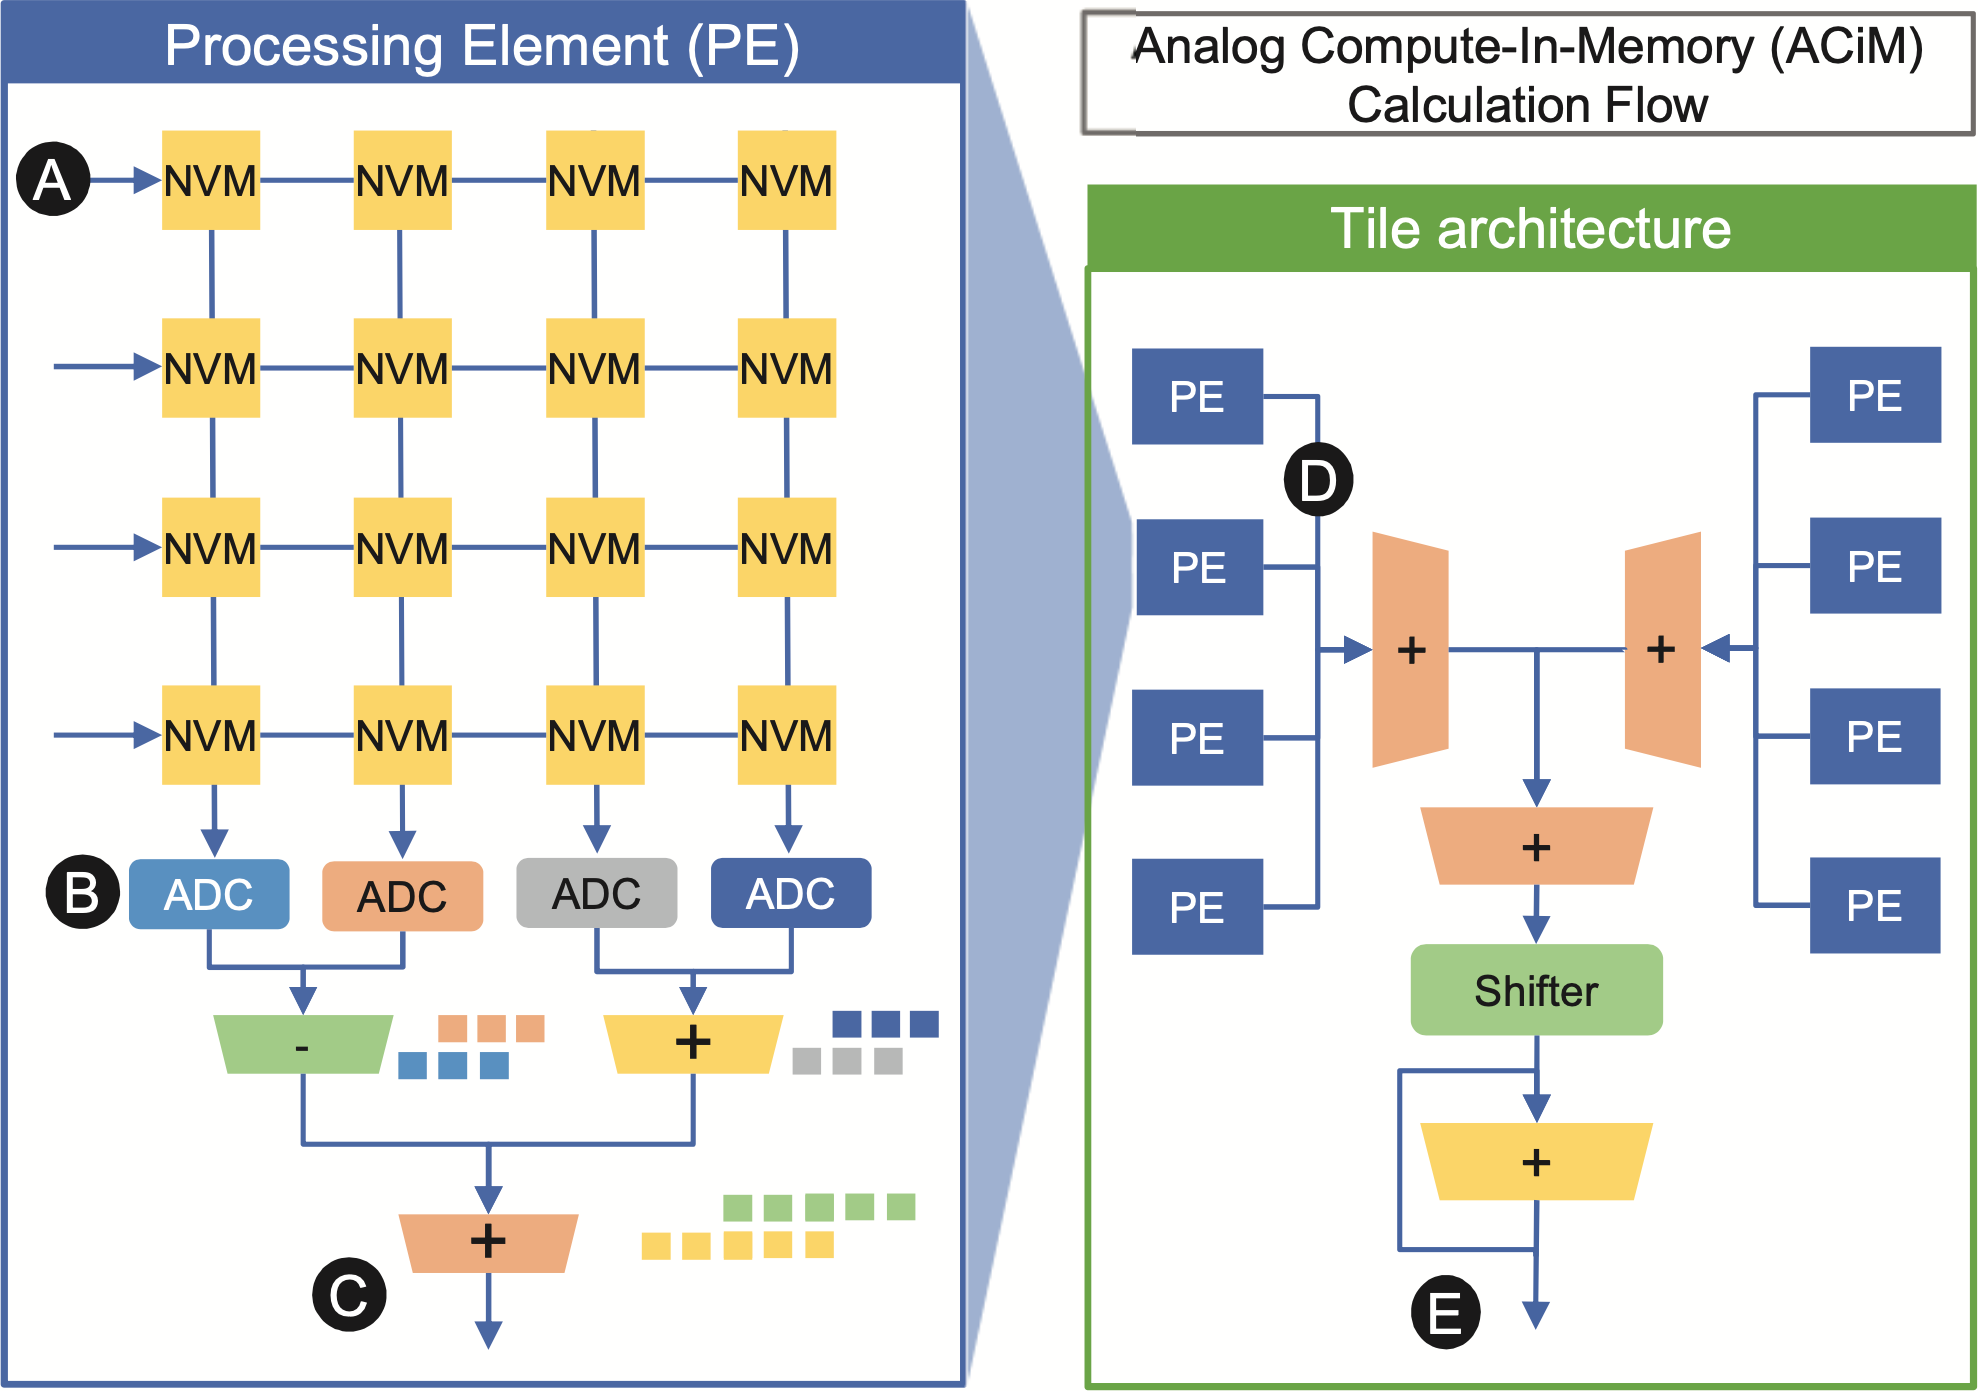 Processing Element (PE)
A
NVM NVM NVM NVM
NVM NVM NVM NVM
NVM NVM NVM NVM
NVM NVM NVM NVM
B ADC ADC ADC ADC
- +
+
C
Analog Compute-In-Memory (ACiM)
Calculation Flow
Tile architecture
PE PE
D
PE PE
+ +
PE PE
+
PE PE
Shifter
+
E